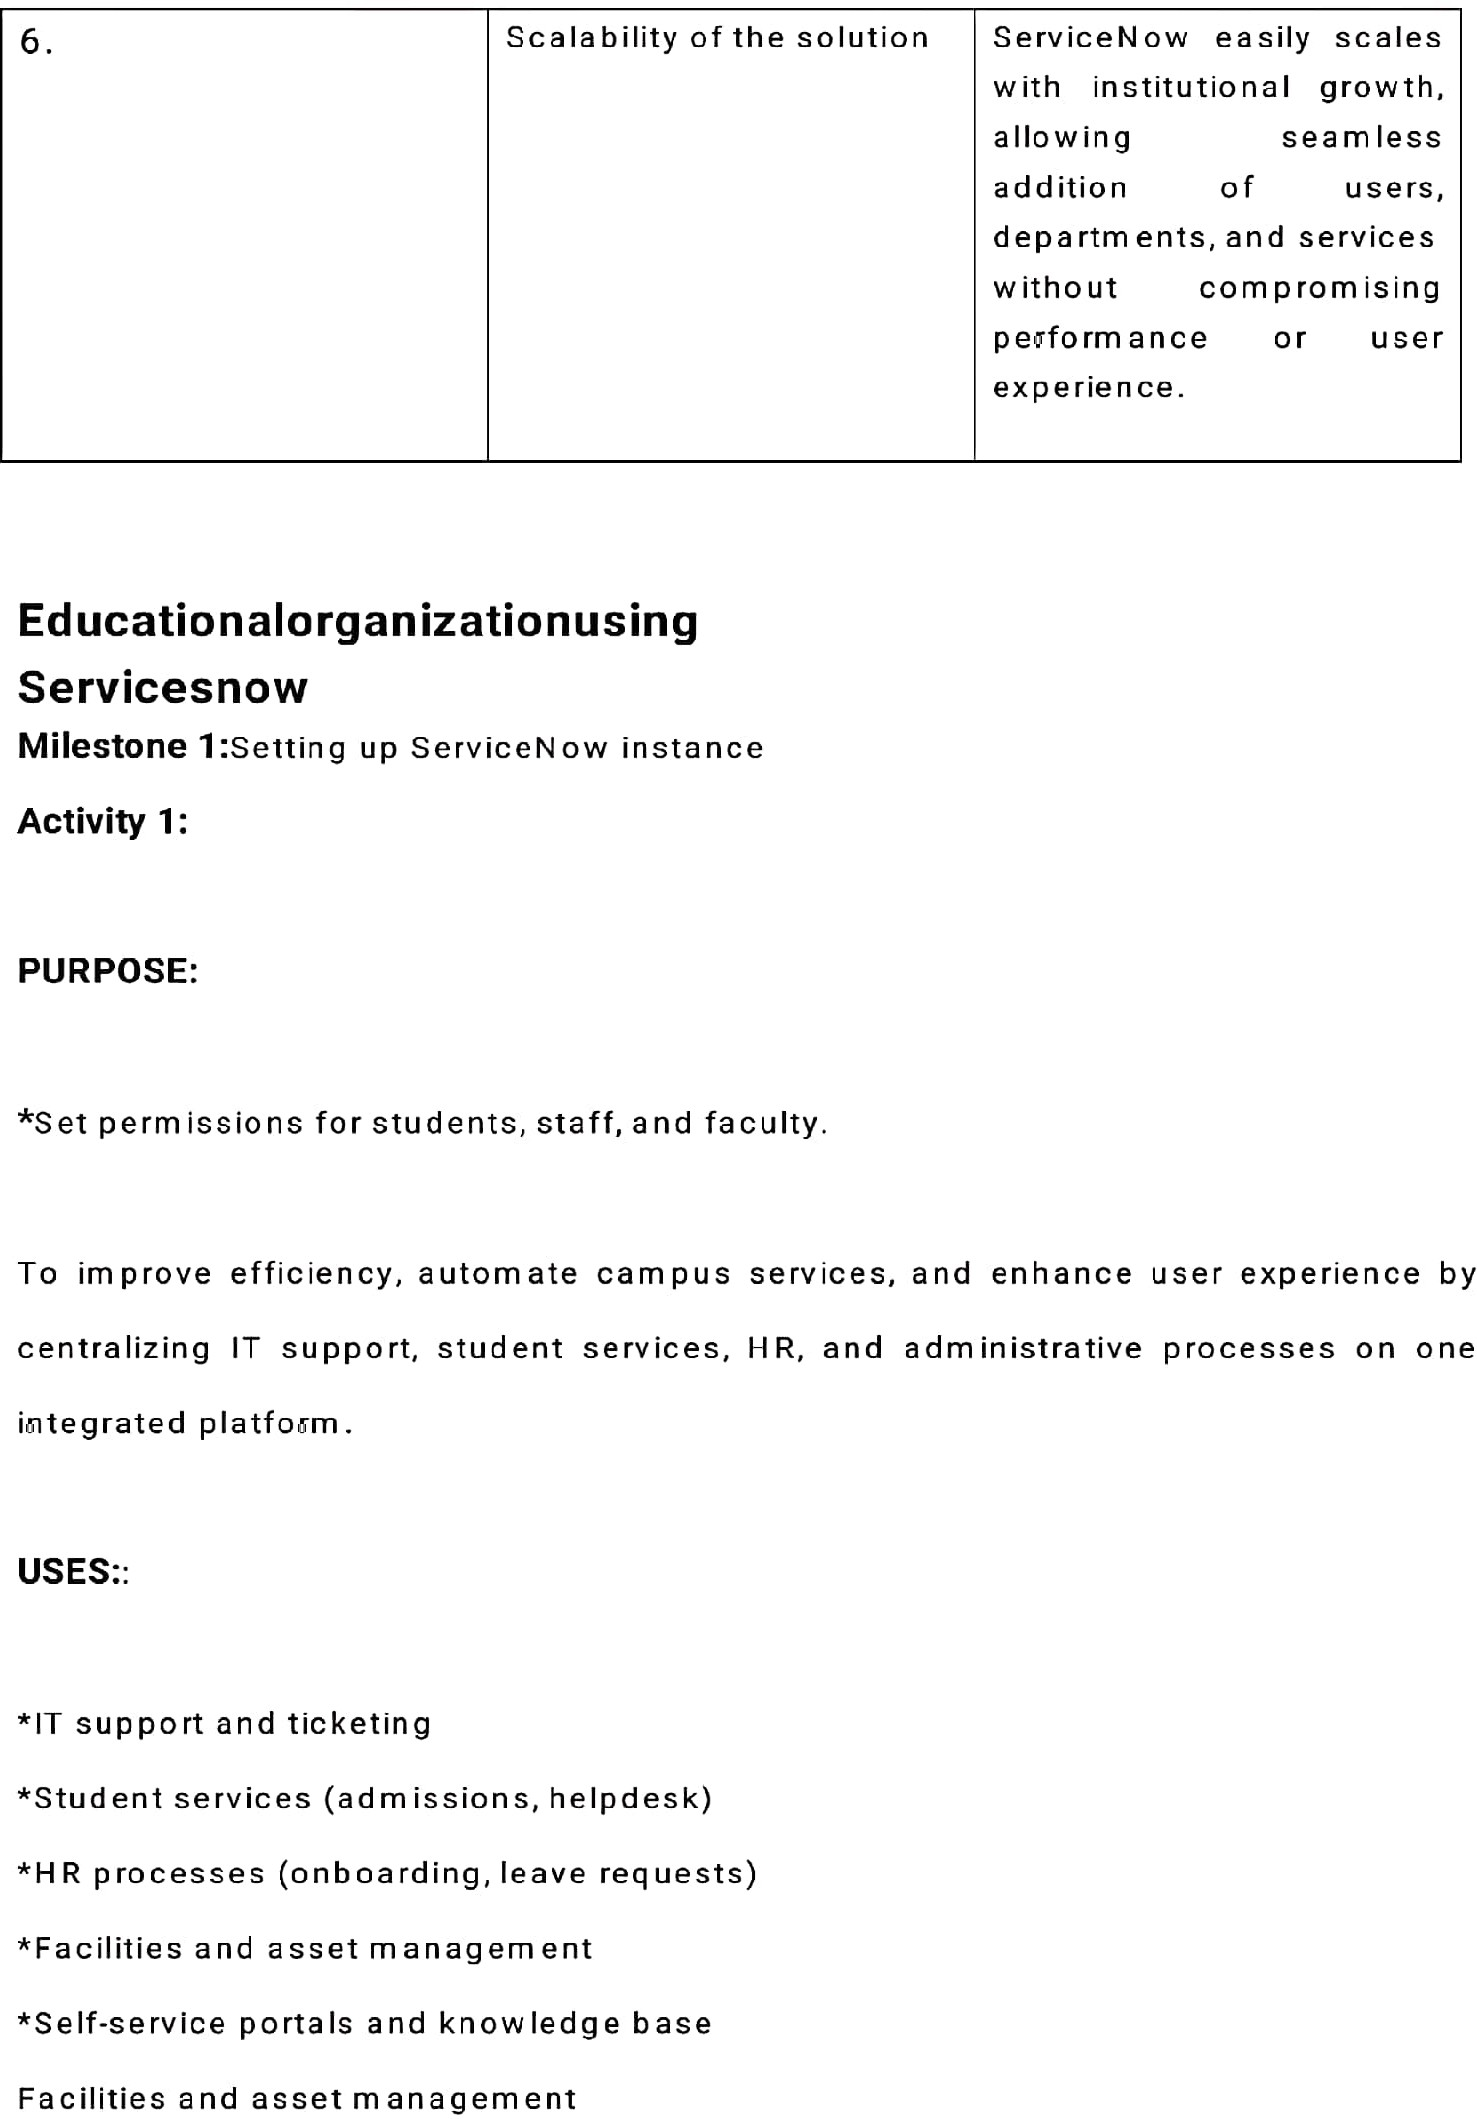 6.
Scalability of the solution
ServiceNow easily scales
with institutional growth,
allowing seamless
addition of users,
departments, and services
without compromising
performance or user
experience.
Educationalorganizationusing
Servicesnow
Milestone 1:Setting up ServiceNow instance
Activity 1:
PURPOSE:
*Set permissions for students, staff, and faculty.
To improve efficiency, automate campus services, and enhance user experience by
centralizing IT support, student services, HR, and administrative processes on one
integrated platform.
USES::
*IT support and ticketing
*Student services (admissions, helpdesk)
*HR processes (onboarding, leave requests)
*Facilities and asset management
*Self-service portals and knowledge base
Facilities and asset management